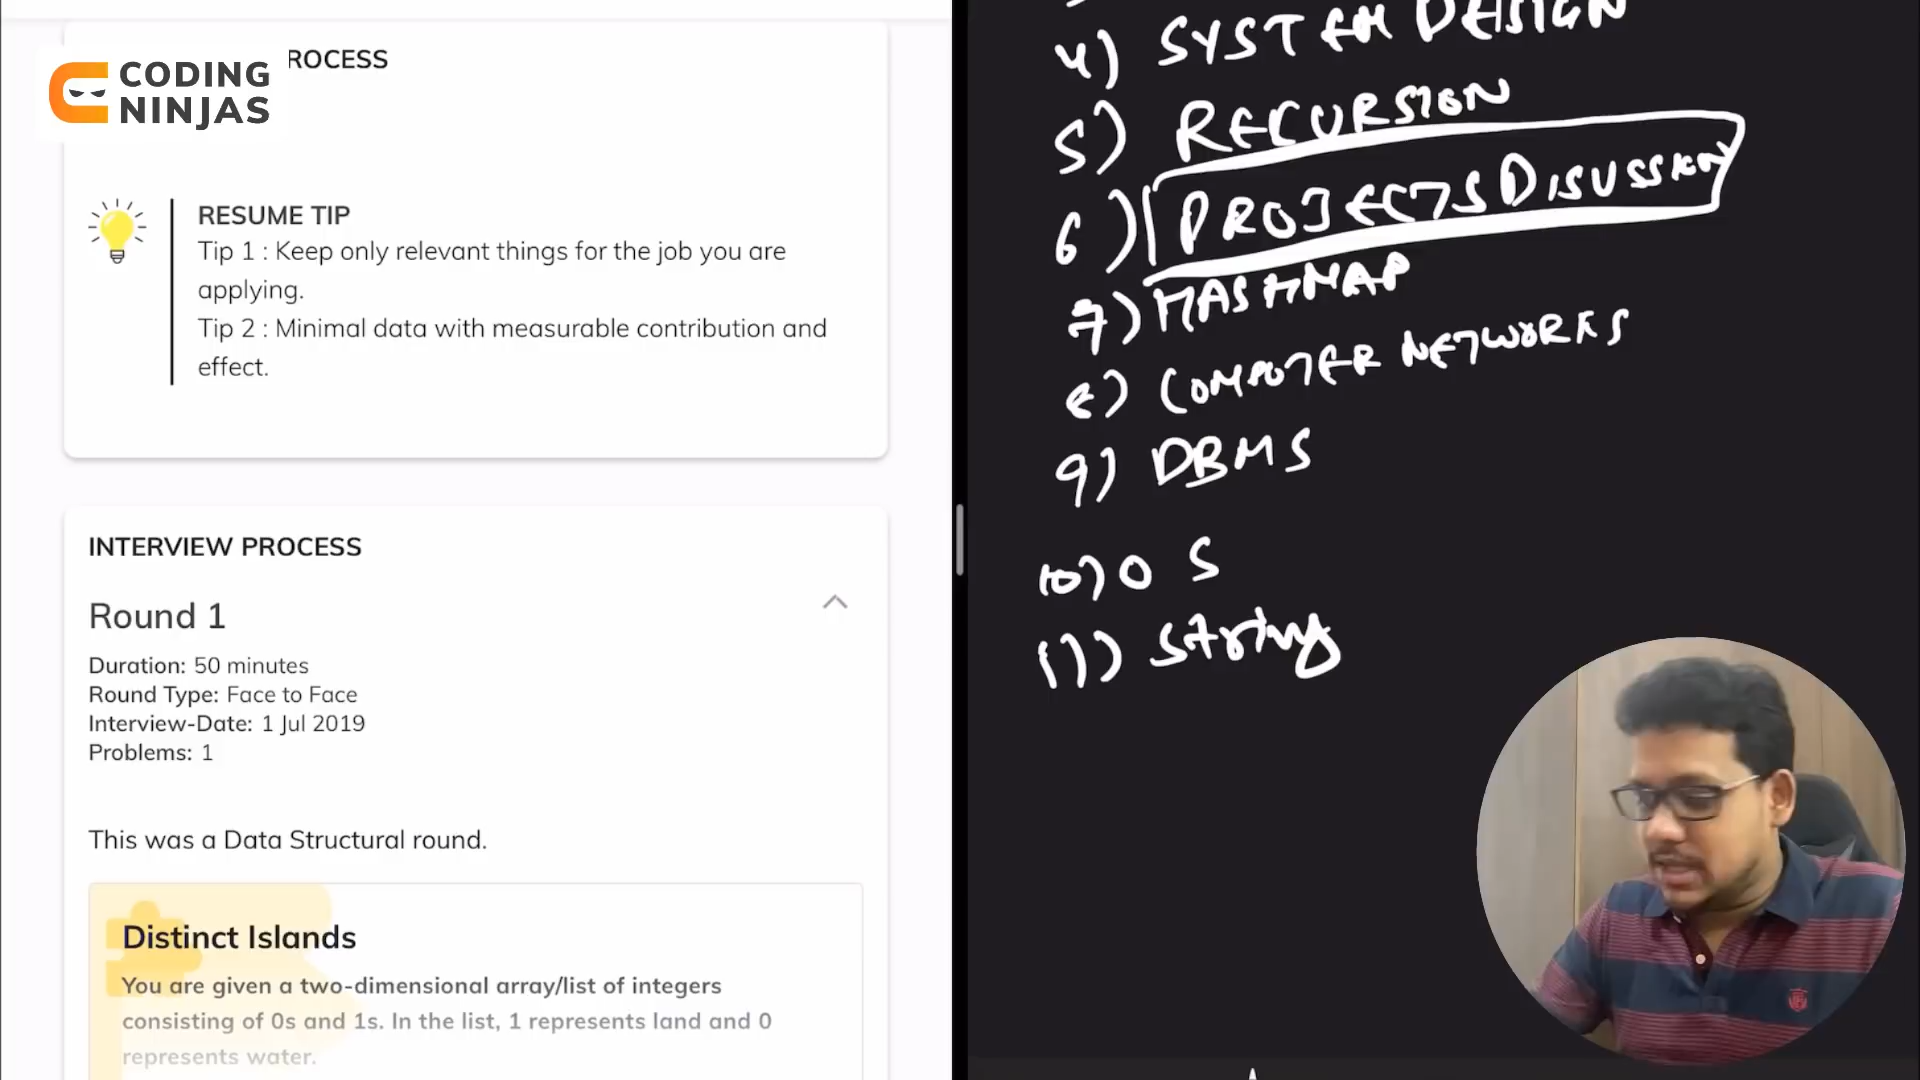 CODING
NINJAS
ROCESS
RESUME TIP
Tip 1 : Keep only relevant things for the job you are
applying.
Tip 2 : Minimal data with measurable contribution and
effect.
INTERVIEW PROCESS
Round 1
Duration: 50 minutes
Round Type: Face to Face
Interview-Date: 1 Jul 2019
Problems: 1
This was a Data Structural round.
Distinct Islands
You are given a two-dimensional array/list of integers
consisting of 0s and 1s. In the list, 1 represents land and 0
represents water.
4) SYSTEM DESIGN
5) RECURSION
6) PROJECTS DISUSSION
7) HASHMAP
8) COMPUTER NETWORKS
9) DBMS
10) O S
11) String